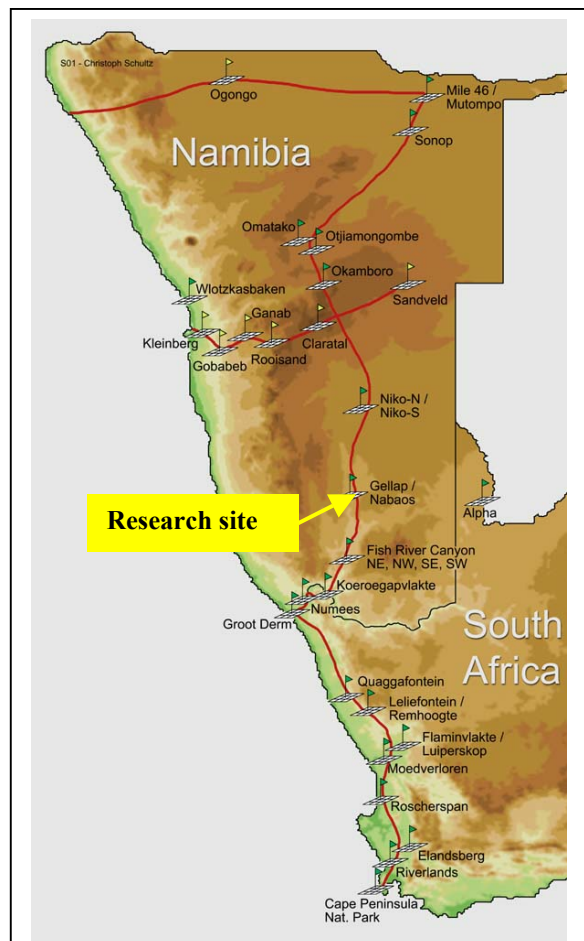 S01 - Christoph Schultz
Ogongo
Mile 46 /
Mutompo
Sonop
Namibia
Omatako
Otjiamongombe
Okamboro
Wlotzkasbaken
Sandveld
Ganab
Kleinberg
Claratal
Rooisand
Gobabeb
Niko-N /
Niko-S
Gellap /
Nabaos
Research site
Alpha
Fish River Canyon
NE, NW, SE, SW
Koeroegapvlakte
Numees
Groot Derm
South
Africa
Quaggafontein
Leliefontein /
Remhoogte
Flaminvlakte /
Luiperskop
Moedverloren
Roscherspan
Elandsberg
Riverlands
Cape Peninsula
Nat. Park